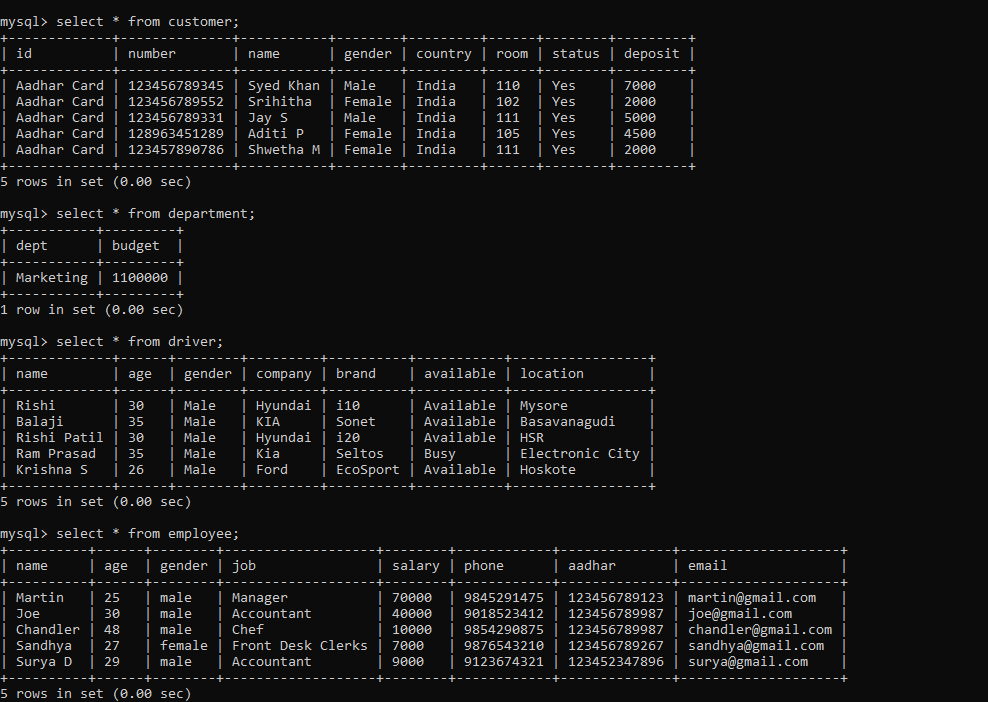 mysql> select * from customer;
+-------------+--------------+-----------+--------+---------+------+--------+---------+
| id          | number       | name      | gender | country | room | status | deposit |
+-------------+--------------+-----------+--------+---------+------+--------+---------+
| Aadhar Card | 123456789345 | Syed Khan | Male   | India   | 110  | Yes    | 7000    |
| Aadhar Card | 123456789552 | Srihitha  | Female | India   | 102  | Yes    | 2000    |
| Aadhar Card | 123456789331 | Jay S     | Male   | India   | 111  | Yes    | 5000    |
| Aadhar Card | 128963451289 | Aditi P   | Female | India   | 105  | Yes    | 4500    |
| Aadhar Card | 123457890786 | Shwetha M | Female | India   | 111  | Yes    | 2000    |
+-------------+--------------+-----------+--------+---------+------+--------+---------+
5 rows in set (0.00 sec)
mysql> select * from department;
+-----------+---------+
| dept      | budget  |
+-----------+---------+
| Marketing | 1100000 |
+-----------+---------+
1 row in set (0.00 sec)
mysql> select * from driver;
+-------------+-----+--------+---------+----------+-----------+-----------------+
| name        | age  | gender | company | brand    | available | location        |
+-------------+-----+--------+---------+----------+-----------+-----------------+
| Rishi       | 30   | Male   | Hyundai | i10      | Available | Mysore          |
| Balaji      | 35   | Male   | KIA     | Sonet    | Available | Basavanagudi    |
| Rishi Patil | 30   | Male   | Hyundai | i20      | Available | HSR             |
| Ram Prasad  | 35   | Male   | Kia     | Seltos   | Busy      | Electronic City |
| Krishna S   | 26   | Male   | Ford    | EcoSport | Available | Hoskote         |
+-------------+-----+--------+---------+----------+-----------+-----------------+
5 rows in set (0.00 sec)
mysql> select * from employee;
+----------+------+--------+-------------------+--------+------------+--------------+--------------------+
| name     | age  | gender | job               | salary | phone      | aadhar       | email              |
+----------+------+--------+-------------------+--------+------------+--------------+--------------------+
| Martin   | 25   | male   | Manager           | 70000  | 9845291475 | 123456789123 | martin@gmail.com   |
| Joe      | 30   | male   | Accountant        | 40000  | 9018523412 | 123456789987 | joe@gmail.com      |
| Chandler | 48   | male   | Chef              | 10000  | 9854290875 | 123456789987 | chandler@gmail.com |
| Sandhya  | 27   | female | Front Desk Clerks | 7000   | 9876543210 | 123456789267 | sandhya@gmail.com  |
| Surya D  | 29   | male   | Accountant        | 9000   | 9123674321 | 123452347896 | surya@gmail.com    |
+----------+------+--------+-------------------+--------+------------+--------------+--------------------+
5 rows in set (0.00 sec)